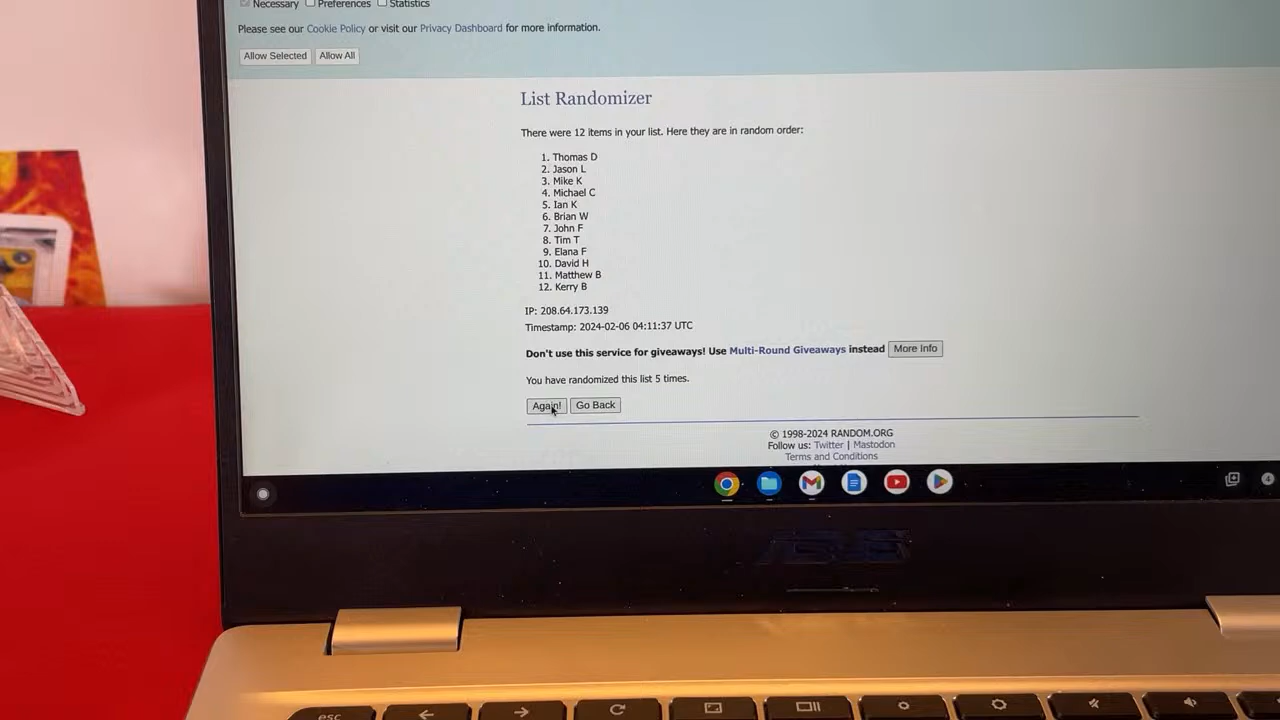 Necessary Preferences Statistics
Please see our Cookie Policy or visit our Privacy Dashboard for more information.
Allow Selected Allow All
List Randomizer
There were 12 items in your list. Here they are in random order:
1. Thomas D
2. Jason L
3. Mike K
4. Michael C
5. Ian K
6. Brian W
7. John F
8. Tim T
9. Elana F
10. David H
11. Matthew B
12. Kerry B
IP: 208.64.173.139
Timestamp: 2024-02-06 04:11:37 UTC
Don't use this service for giveaways! Use Multi-Round Giveaways instead More Info
You have randomized this list 5 times.
Again! Go Back
© 1998-2024 RANDOM.ORG
Follow us: Twitter | Mastodon
Terms and Conditions
4
ASUS
esc